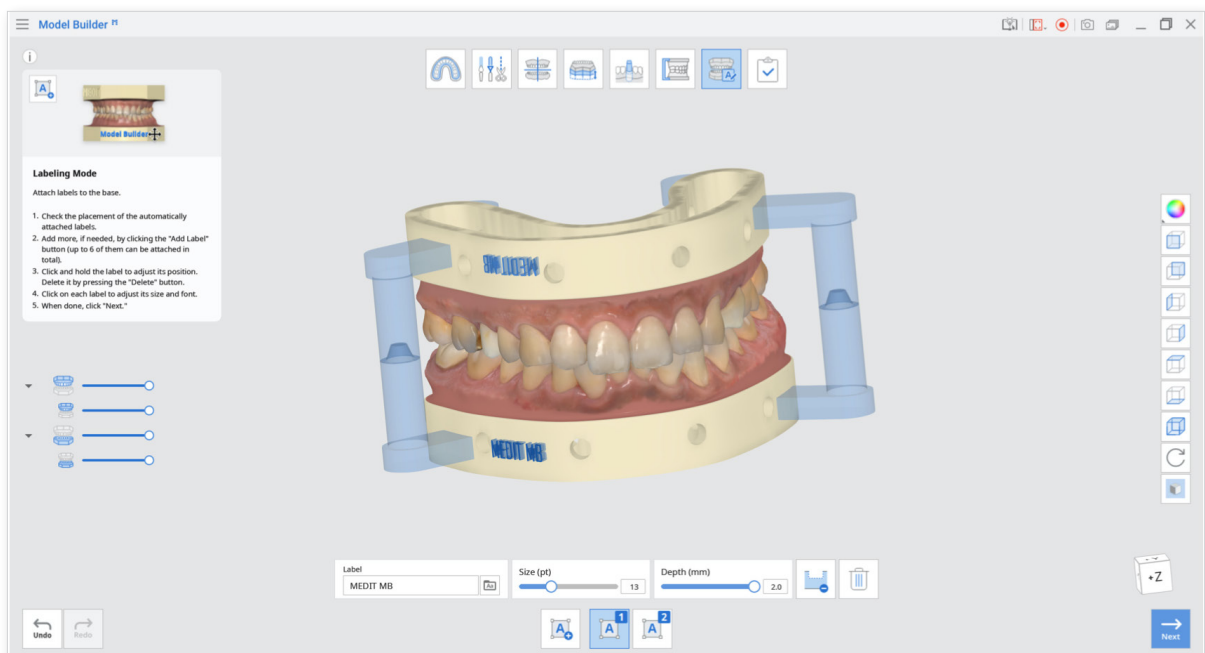 Model Builder
i
A
Model Builder
Labeling Mode
Attach labels to the base.
1. Check the placement of the automatically
attached labels.
2. Add more, if needed, by clicking the "Add Label"
button (up to 6 of them can be attached in
total).
3. Click and hold the label to adjust its position.
Delete it by pressing the "Delete" button.
4. Click on each label to adjust its size and font.
5. When done, click "Next."
A
MEDIT MB
MEDIT MB
+Z
Label
MEDIT MB
Aa
Size (pt)
13
Depth (mm)
2.0
Undo
Redo
A
A 1
A 2
Next